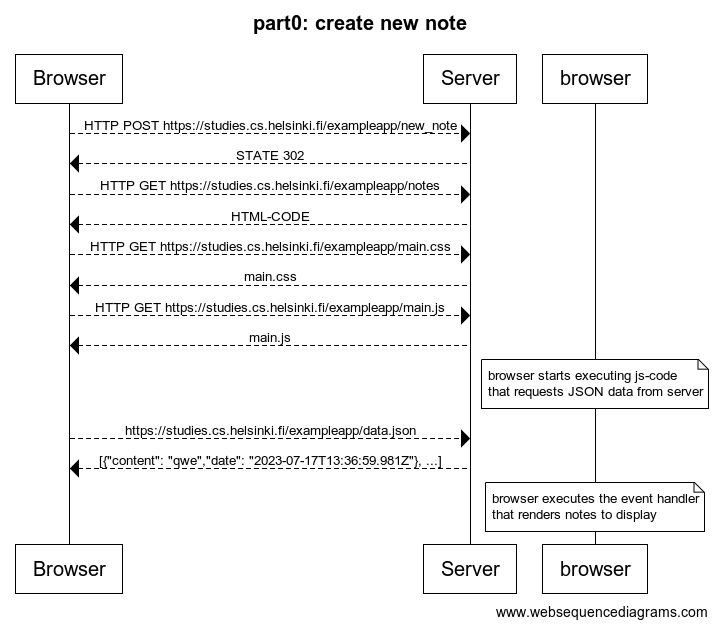 part0: create new note
Browser
Server
browser
HTTP POST https://studies.cs.helsinki.fi/exampleapp/new_note
STATE 302
HTTP GET https://studies.cs.helsinki.fi/exampleapp/notes
HTML-CODE
HTTP GET https://studies.cs.helsinki.fi/exampleapp/main.css
main.css
HTTP GET https://studies.cs.helsinki.fi/exampleapp/main.js
main.js
browser starts executing js-code
that requests JSON data from server
https://studies.cs.helsinki.fi/exampleapp/data.json
[{"content": "qwe","date": "2023-07-17T13:36:59.981Z"}, ...]
browser executes the event handler
that renders notes to display
Browser
Server
browser
www.websequencediagrams.com